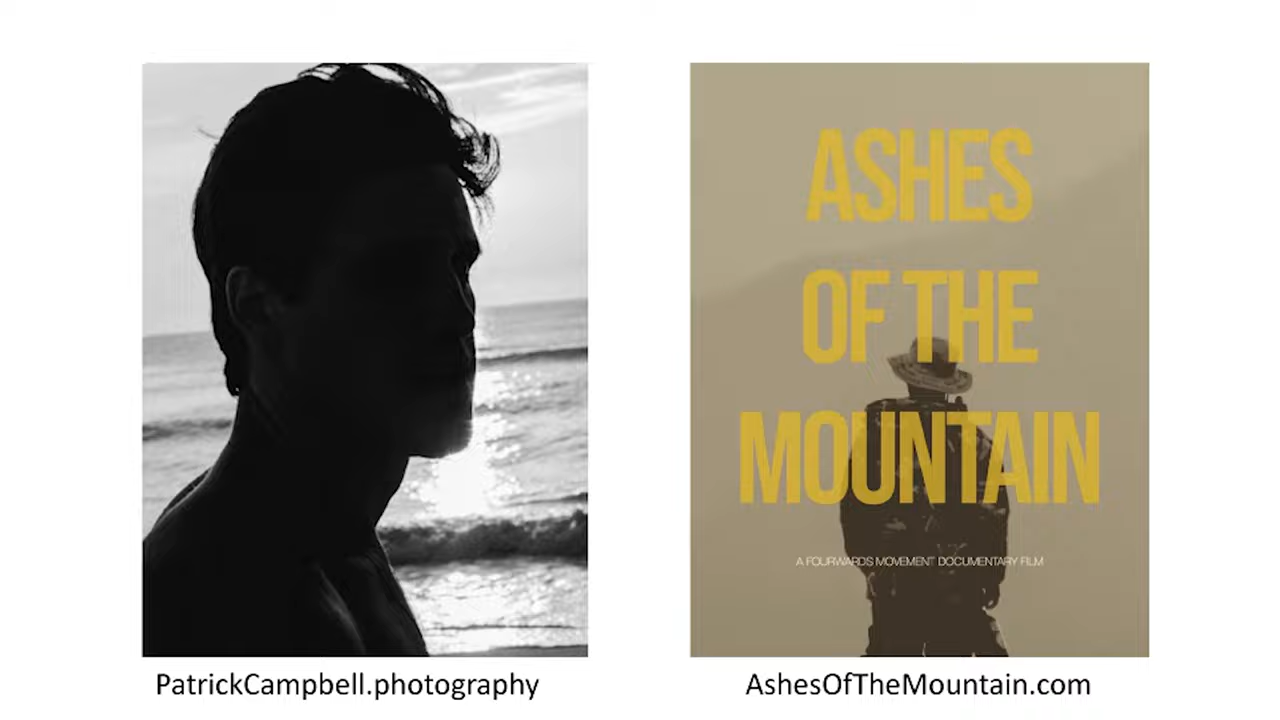 ASHES
OF THE
MOUNTAIN
A FOURWARDS MOVEMENT DOCUMENTARY FILM
PatrickCampbell.photography
AshesOfTheMountain.com